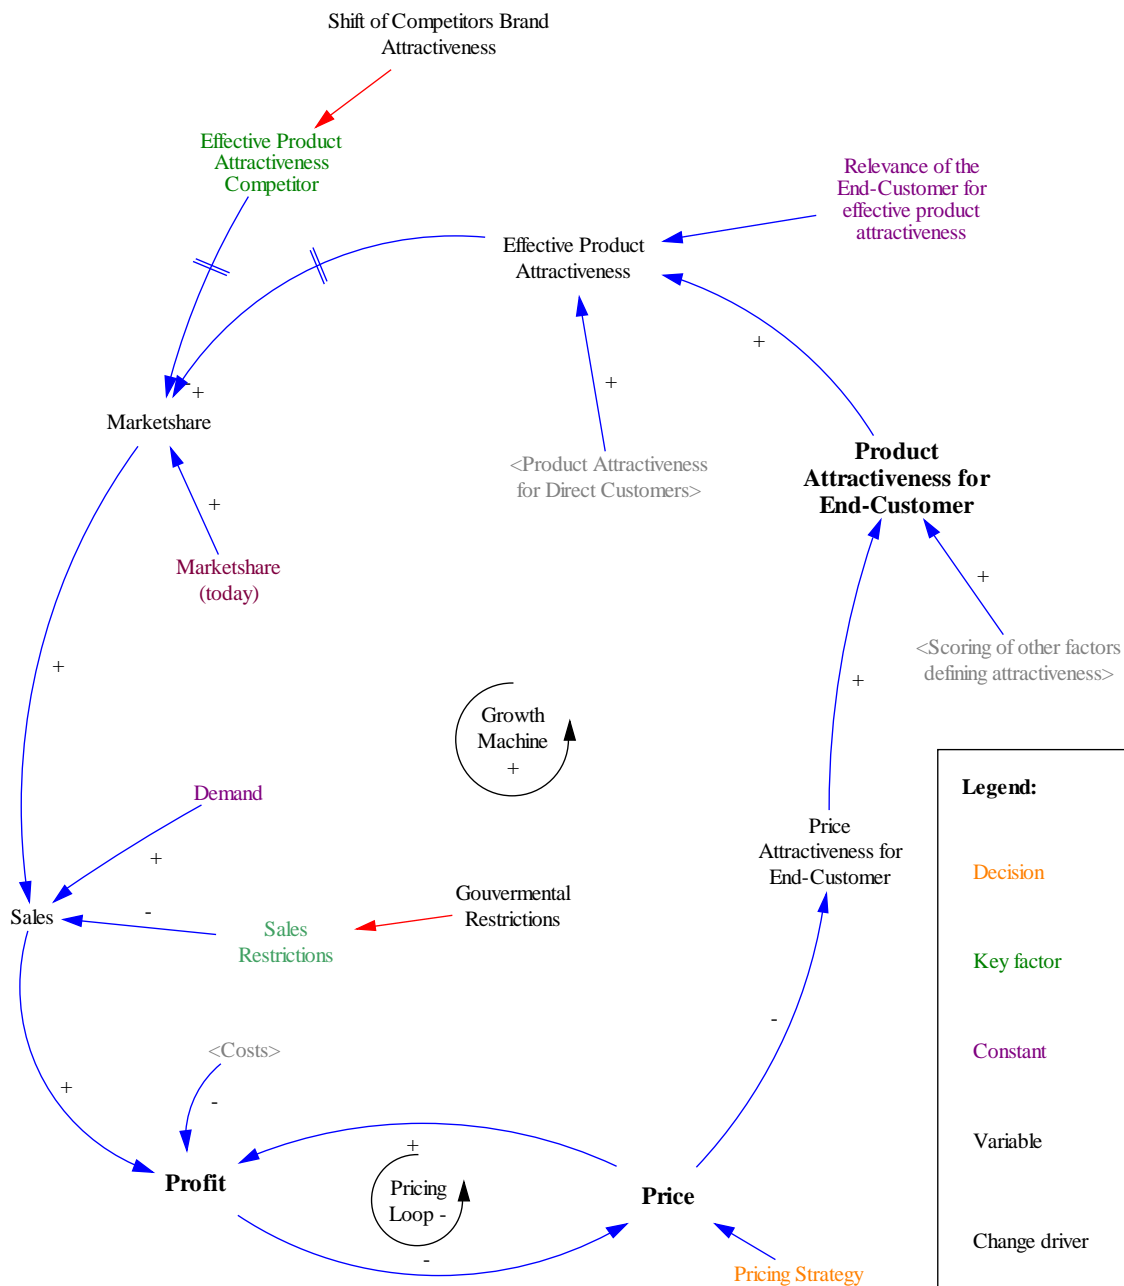 Shift of Competitors Brand
Attractiveness
Effective Product
Attractiveness
Competitor
Relevance of the
End-Customer for
effective product
attractiveness
Effective Product
Attractiveness
+
+
-
+
Marketshare
<Product Attractiveness
for Direct Customers>
Product
Attractiveness for
End-Customer
+
Marketshare
(today)
+
<Scoring of other factors
defining attractiveness>
+
+
Growth
Machine
+
Demand
+
Price
Attractiveness for
End-Customer
Sales
-
Sales
Restrictions
Gouvermental
Restrictions
-
<Costs>
+
-
+
Profit
Pricing
Loop -
Price
-
Pricing Strategy
Legend:
Decision
Key factor
Constant
Variable
Change driver